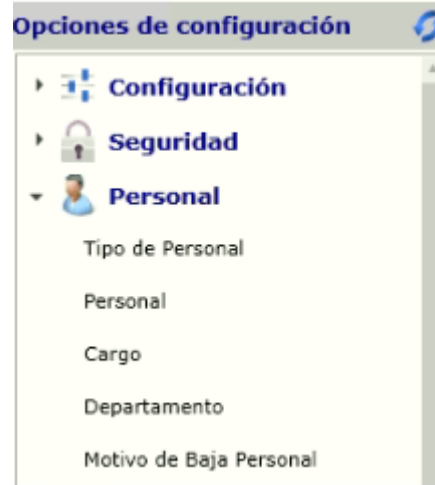 Opciones de configuración
Configuración
Seguridad
Personal
Tipo de Personal
Personal
Cargo
Departamento
Motivo de Baja Personal